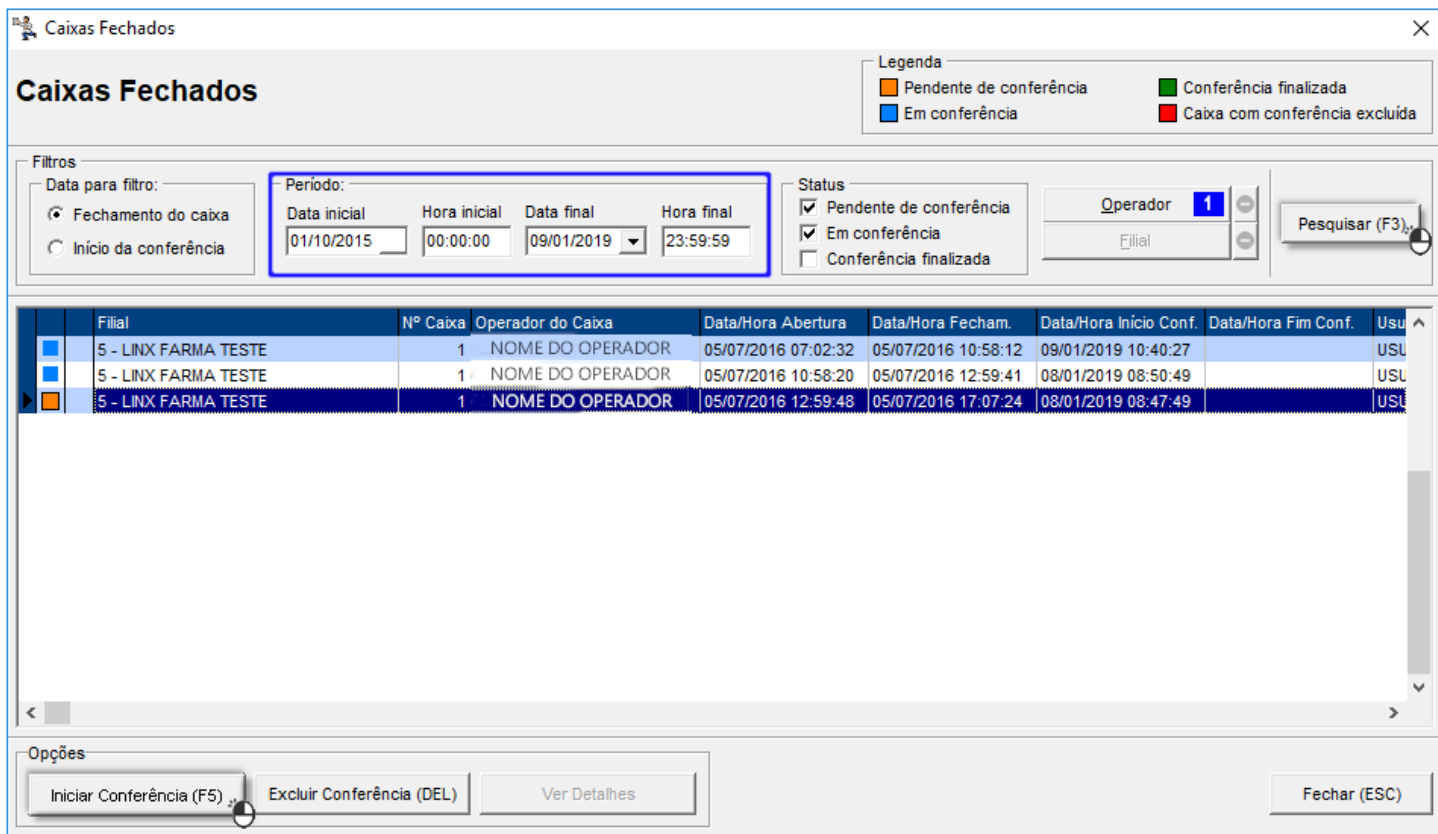 Caixas Fechados
Caixas Fechados
Legenda
Pendente de conferência Conferência finalizada
Em conferência Caixa com conferência excluída
Filtros
Data para filtro: Período: Status
Fechamento do caixa Data inicial Hora inicial Data final Hora final Pendente de conferência Operador 1 Pesquisar (F3)
Início da conferência 01/10/2015 00:00:00 09/01/2019 23:59:59 Em conferência Filial
Conferência finalizada
Filial Nº Caixa Operador do Caixa Data/Hora Abertura Data/Hora Fecham. Data/Hora Início Conf. Data/Hora Fim Conf. Usu
5 - LINX FARMA TESTE 1 NOME DO OPERADOR 05/07/2016 07:02:32 05/07/2016 10:58:12 09/01/2019 10:40:27 USU
5 - LINX FARMA TESTE 1 NOME DO OPERADOR 05/07/2016 10:58:20 05/07/2016 12:59:41 08/01/2019 08:50:49 USU
5 - LINX FARMA TESTE 1 NOME DO OPERADOR 05/07/2016 12:59:48 05/07/2016 17:07:24 08/01/2019 08:47:49 USU
Opções
Iniciar Conferência (F5) Excluir Conferência (DEL) Ver Detalhes Fechar (ESC)